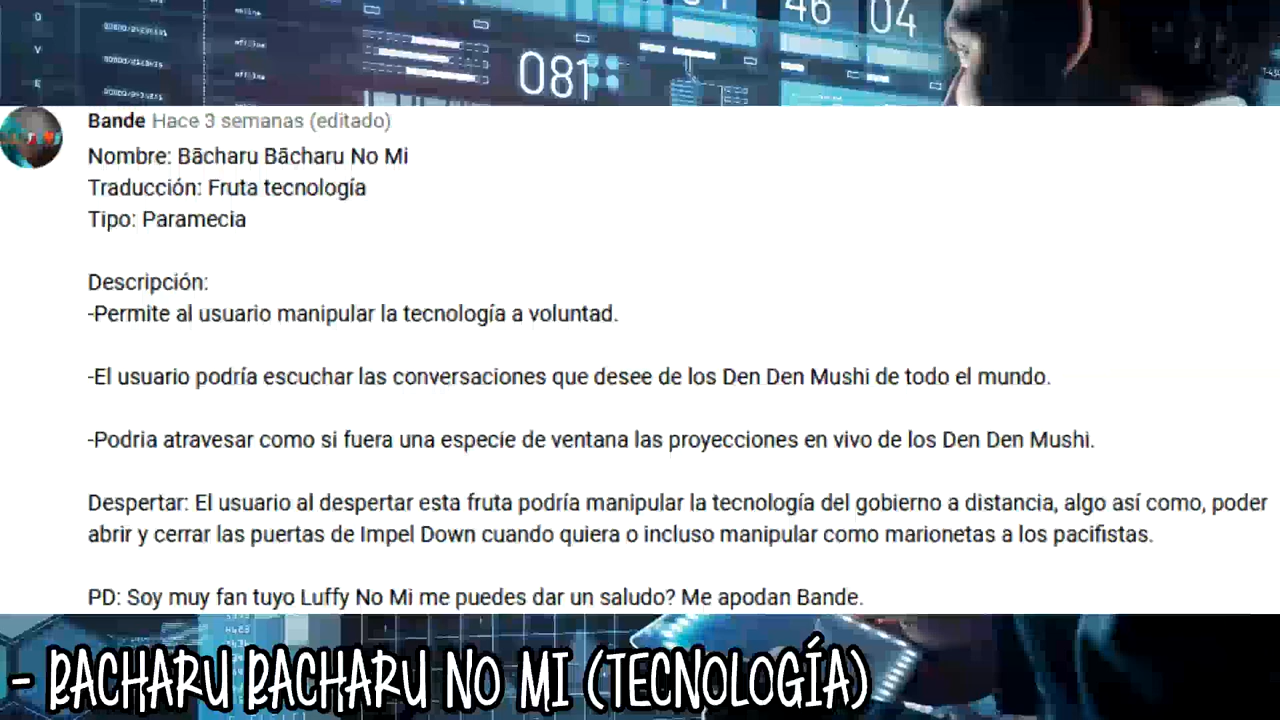 46 04
081
Bande Hace 3 semanas (editado)
Nombre: Bācharu Bācharu No Mi
Traducción: Fruta tecnología
Tipo: Paramecia
Descripción:
-Permite al usuario manipular la tecnología a voluntad.
-El usuario podría escuchar las conversaciones que desee de los Den Den Mushi de todo el mundo.
-Podria atravesar como si fuera una especie de ventana las proyecciones en vivo de los Den Den Mushi.
Despertar: El usuario al despertar esta fruta podría manipular la tecnología del gobierno a distancia, algo así como, poder
abrir y cerrar las puertas de Impel Down cuando quiera o incluso manipular como marionetas a los pacifistas.
PD: Soy muy fan tuyo Luffy No Mi me puedes dar un saludo? Me apodan Bande.
- BACHARU BACHARU NO MI (TECNOLOGÍA)